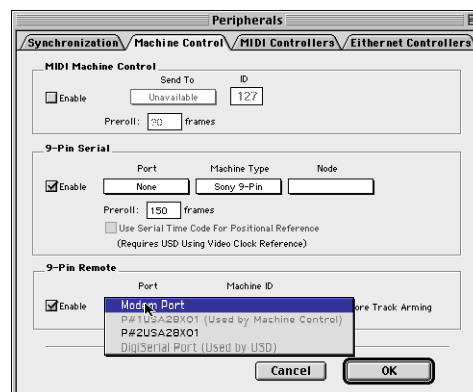 Peripherals
Synchronization Machine Control MIDI Controllers Eithernet Controllers
MIDI Machine Control
Send To ID
Enable Unavailable 127
Preroll: frames
9-Pin Serial
Port Machine Type Node
Enable None Sony 9-Pin
Preroll: 150 frames
Use Serial Time Code For Positional Reference
(Requires USD Using Video Clock Reference)
9-Pin Remote
Port Machine ID
Enable Modem Port ore Track Arming
P#1USA28X01 (Used by Machine Control)
P#2USA28X01
DigiSerial Port (Used by USD)
Cancel OK